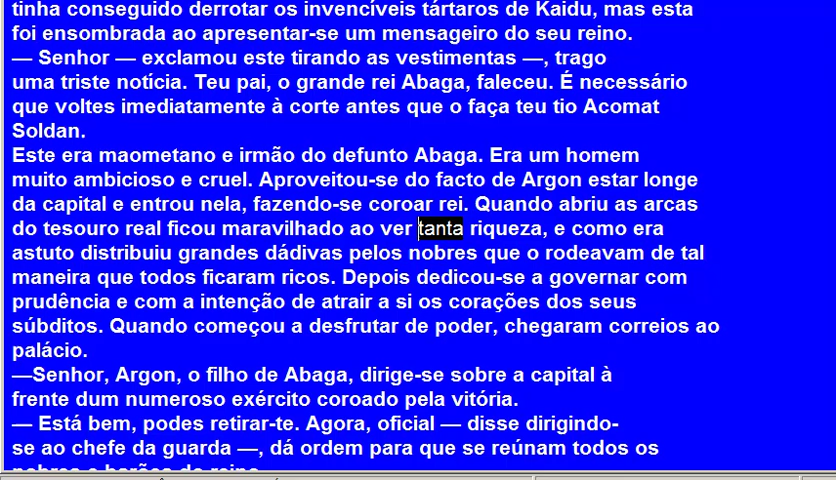 tinha conseguido derrotar os invencíveis tártaros de Kaidu, mas esta
foi ensombrada ao apresentar-se um mensageiro do seu reino.
— Senhor — exclamou este tirando as vestimentas —, trago
uma triste notícia. Teu pai, o grande rei Abaga, faleceu. É necessário
que voltes imediatamente à corte antes que o faça teu tio Acomat
Soldan.
Este era maometano e irmão do defunto Abaga. Era um homem
muito ambicioso e cruel. Aproveitou-se do facto de Argon estar longe
da capital e entrou nela, fazendo-se coroar rei. Quando abriu as arcas
do tesouro real ficou maravilhado ao ver tanta riqueza, e como era
astuto distribuiu grandes dádivas pelos nobres que o rodeavam de tal
maneira que todos ficaram ricos. Depois dedicou-se a governar com
prudência e com a intenção de atrair a si os corações dos seus
súbditos. Quando começou a desfrutar de poder, chegaram correios ao
palácio.
—Senhor, Argon, o filho de Abaga, dirige-se sobre a capital à
frente dum numeroso exército coroado pela vitória.
— Está bem, podes retirar-te. Agora, oficial — disse dirigindo-
se ao chefe da guarda —, dá ordem para que se reúnam todos os
nobres e barões do reino